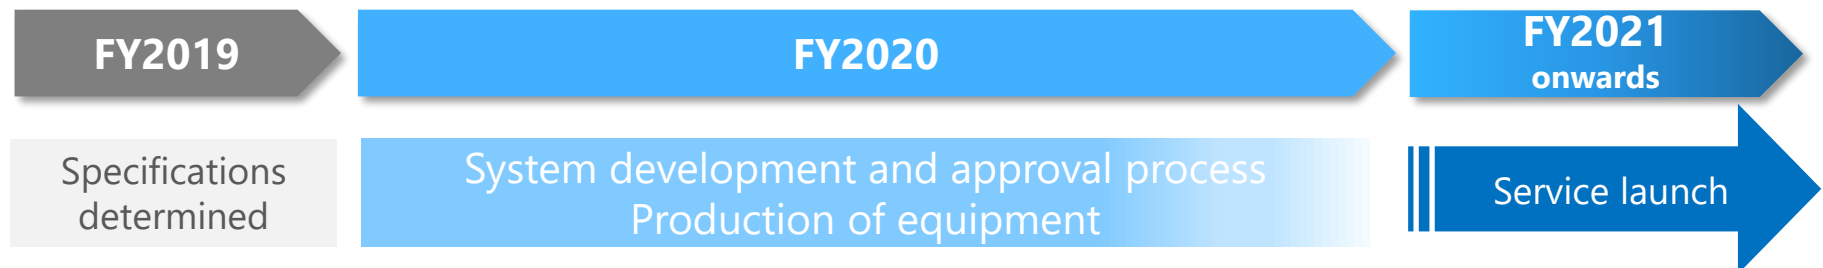 FY2019
FY2020
FY2021
onwards
Specifications
determined
System development and approval process
Production of equipment
Service launch